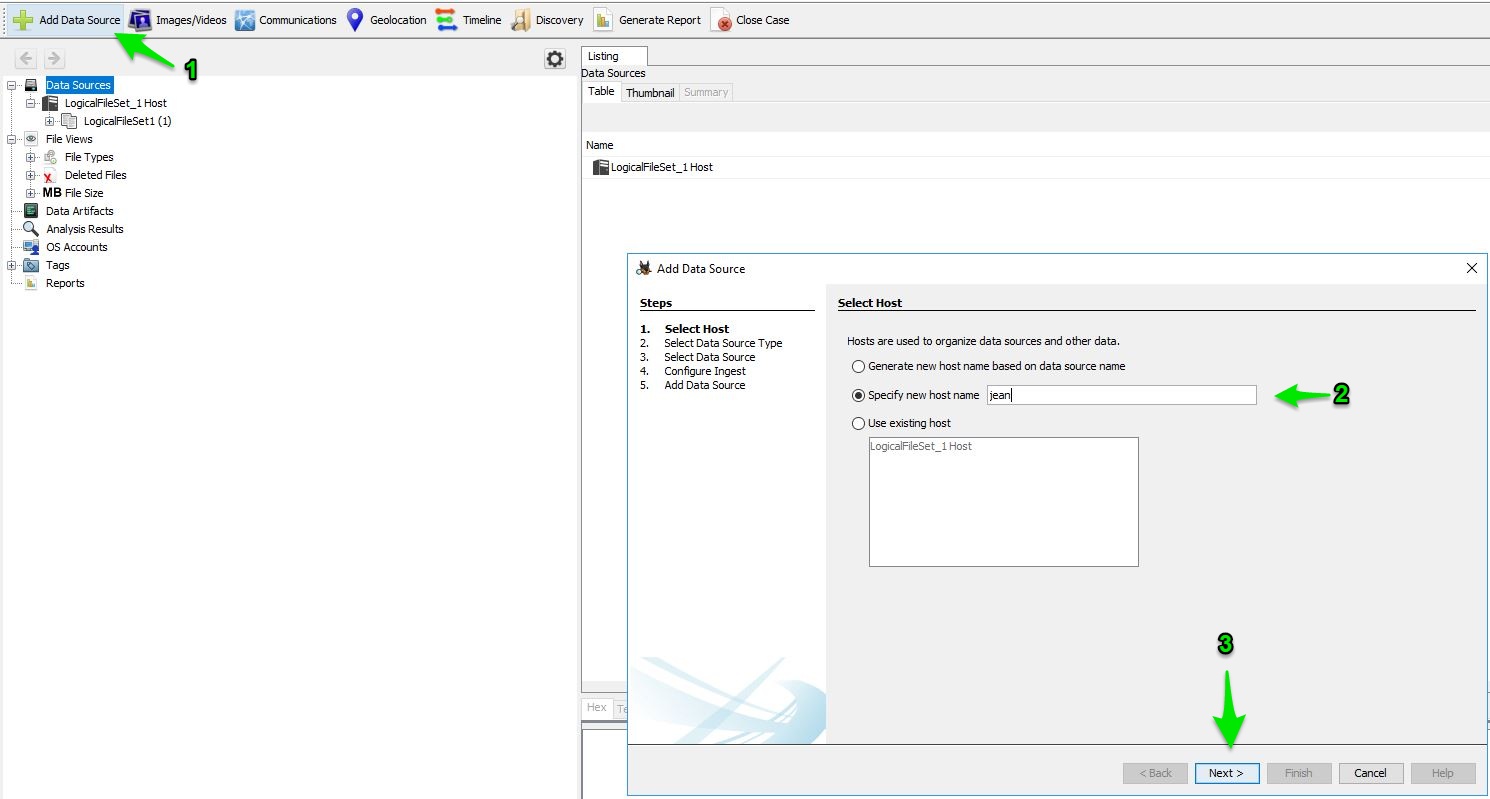 Add Data Source Images/Videos Communications Geolocation Timeline Discovery Generate Report Close Case
1
Data Sources
LogicalFileSet_1 Host
LogicalFileSet1 (1)
File Views
File Types
Deleted Files
MB File Size
Data Artifacts
Analysis Results
OS Accounts
Tags
Reports
Listing
Data Sources
Table Thumbnail Summary
Name
LogicalFileSet_1 Host
Hex Te
Add Data Source
Steps
1. Select Host
2. Select Data Source Type
3. Select Data Source
4. Configure Ingest
5. Add Data Source
Select Host
Hosts are used to organize data sources and other data.
Generate new host name based on data source name
Specify new host name jean
2
Use existing host
LogicalFileSet_1 Host
3
< Back Next > Finish Cancel Help